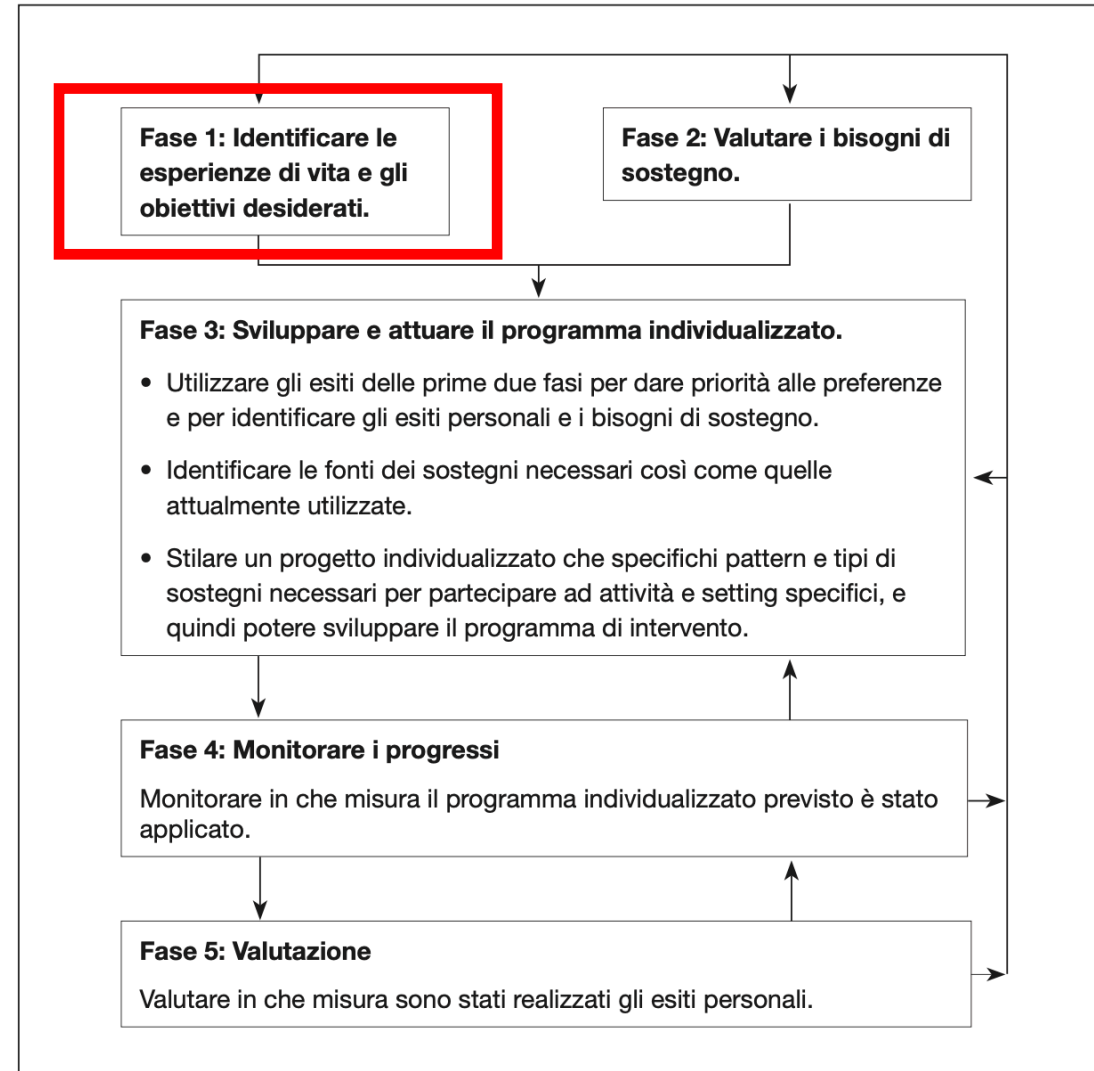 Fase 1: Identificare le
esperienze di vita e gli
obiettivi desiderati.
Fase 2: Valutare i bisogni di
sostegno.
Fase 3: Sviluppare e attuare il programma individualizzato.
• Utilizzare gli esiti delle prime due fasi per dare priorità alle preferenze
e per identificare gli esiti personali e i bisogni di sostegno.
• Identificare le fonti dei sostegni necessari così come quelle
attualmente utilizzate.
• Stilare un progetto individualizzato che specifichi pattern e tipi di
sostegni necessari per partecipare ad attività e setting specifici, e
quindi potere sviluppare il programma di intervento.
Fase 4: Monitorare i progressi
Monitorare in che misura il programma individualizzato previsto è stato
applicato.
Fase 5: Valutazione
Valutare in che misura sono stati realizzati gli esiti personali.